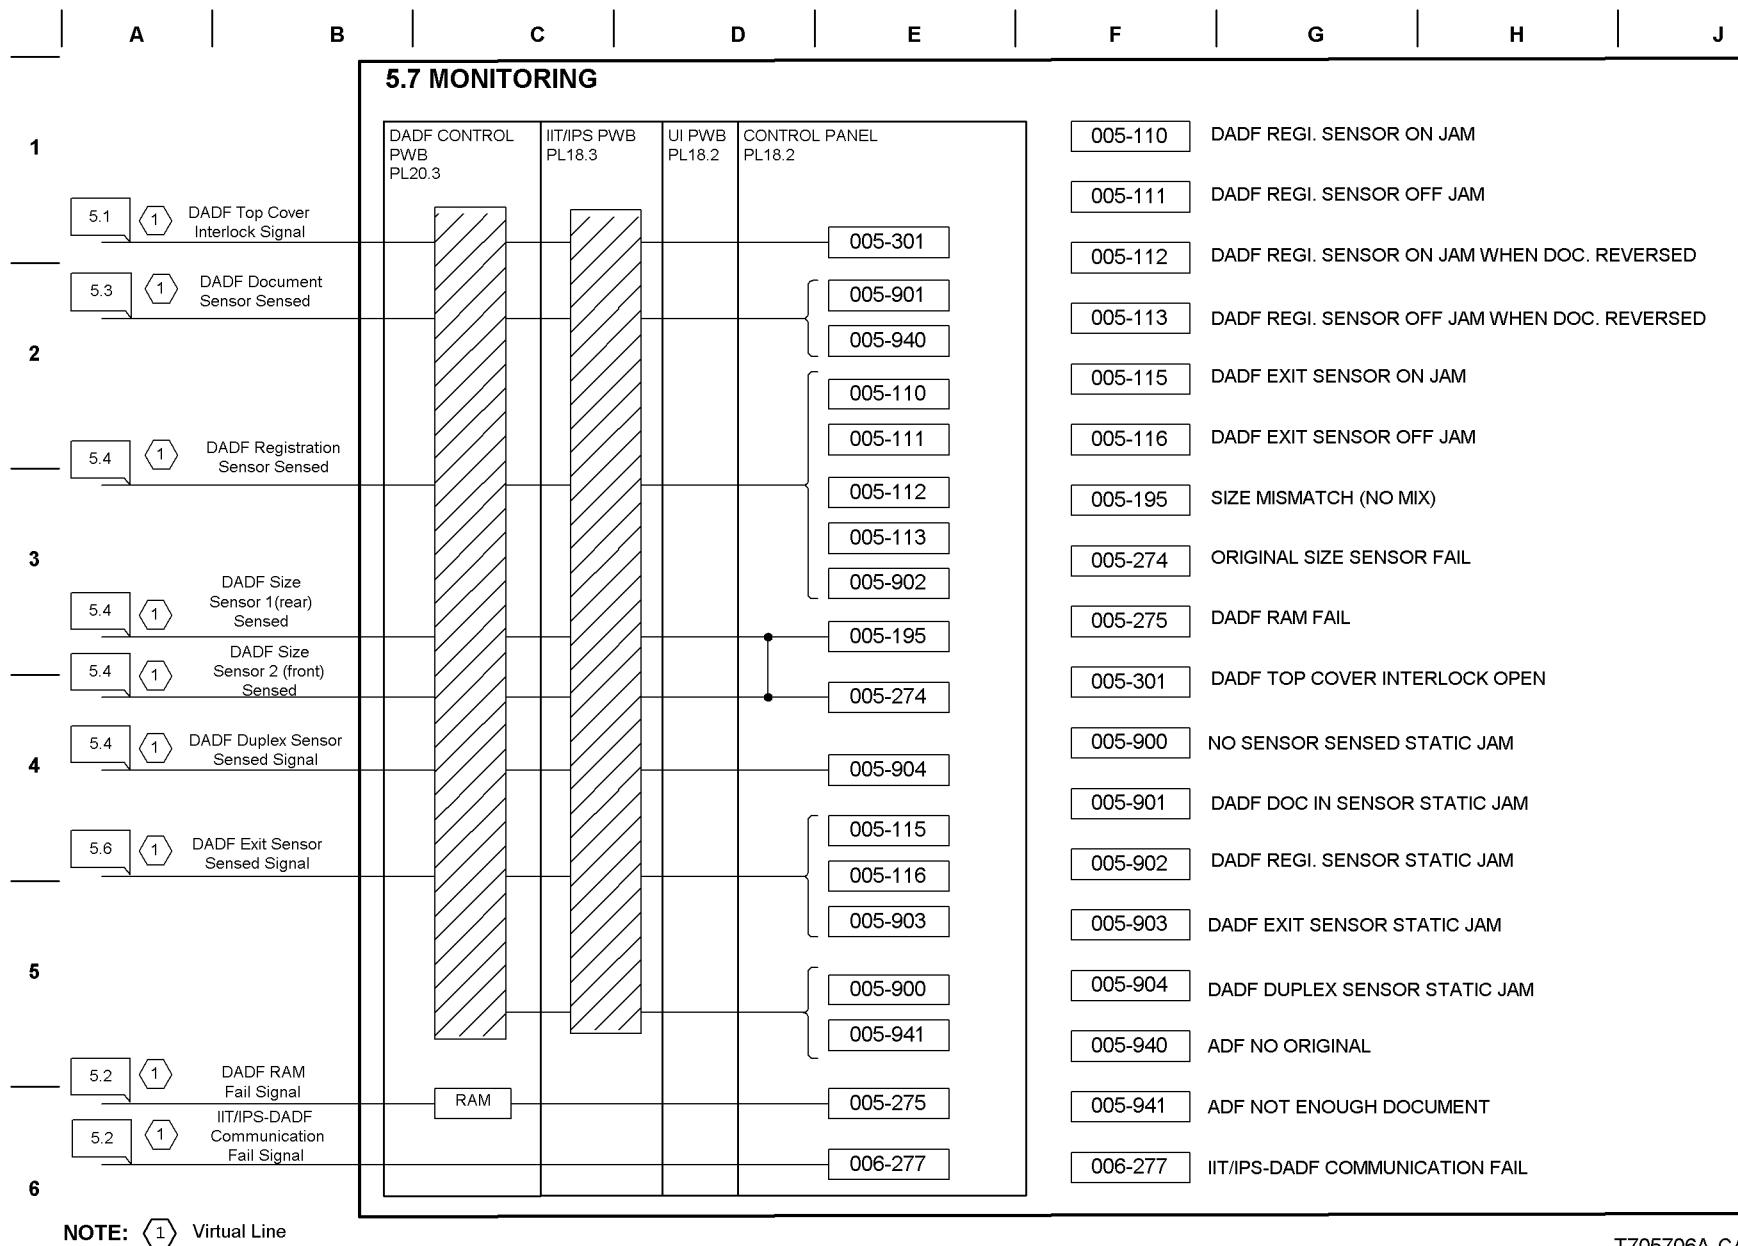 A B C D E F G H J
5.7 MONITORING
1
DADF CONTROL
PWB
PL20.3
IIT/IPS PWB
PL18.3
UI PWB
PL18.2
CONTROL PANEL
PL18.2
005-110 DADF REGI. SENSOR ON JAM
005-111 DADF REGI. SENSOR OFF JAM
005-112 DADF REGI. SENSOR ON JAM WHEN DOC. REVERSED
005-113 DADF REGI. SENSOR OFF JAM WHEN DOC. REVERSED
005-115 DADF EXIT SENSOR ON JAM
005-116 DADF EXIT SENSOR OFF JAM
005-195 SIZE MISMATCH (NO MIX)
005-274 ORIGINAL SIZE SENSOR FAIL
005-275 DADF RAM FAIL
005-301 DADF TOP COVER INTERLOCK OPEN
005-900 NO SENSOR SENSED STATIC JAM
005-901 DADF DOC IN SENSOR STATIC JAM
005-902 DADF REGI. SENSOR STATIC JAM
005-903 DADF EXIT SENSOR STATIC JAM
005-904 DADF DUPLEX SENSOR STATIC JAM
005-940 ADF NO ORIGINAL
005-941 ADF NOT ENOUGH DOCUMENT
006-277 IIT/IPS-DADF COMMUNICATION FAIL
5.1 1 DADF Top Cover
Interlock Signal
005-301
2
5.3 1 DADF Document
Sensor Sensed
005-901
005-940
5.4 1 DADF Registration
Sensor Sensed
005-110
005-111
005-112
005-113
005-902
3
5.4 1 DADF Size
Sensor 1(rear)
Sensed
005-195
5.4 1 DADF Size
Sensor 2 (front)
Sensed
005-274
4
5.4 1 DADF Duplex Sensor
Sensed Signal
005-904
5.6 1 DADF Exit Sensor
Sensed Signal
005-115
005-116
005-903
5
005-900
005-941
5.2 1 DADF RAM
Fail Signal
RAM
005-275
5.2 1 IIT/IPS-DADF
Communication
Fail Signal
006-277
6
NOTE: 1 Virtual Line